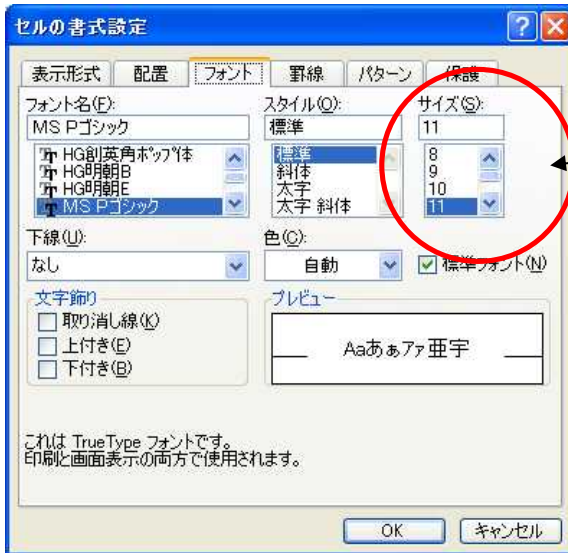 セルの書式設定
表示形式 配置 フォント 罫線 パターン 保護
フォント名(F): スタイル(O): サイズ(S):
MS Pゴシック 標準 11
HG創英角ポップ体 標準 8
HG明朝B 斜体 9
HG明朝E 太字 10
MS Pゴシック 太字 斜体 11
下線(U): 色(C):
なし 自動 標準フォント(N)
文字飾り プレビュー
取り消し線(K)
上付き(E) Aaあぁアァ亜宇
下付き(B)
これは TrueType フォントです。
印刷と画面表示の両方で使用されます。
OK キャンセル